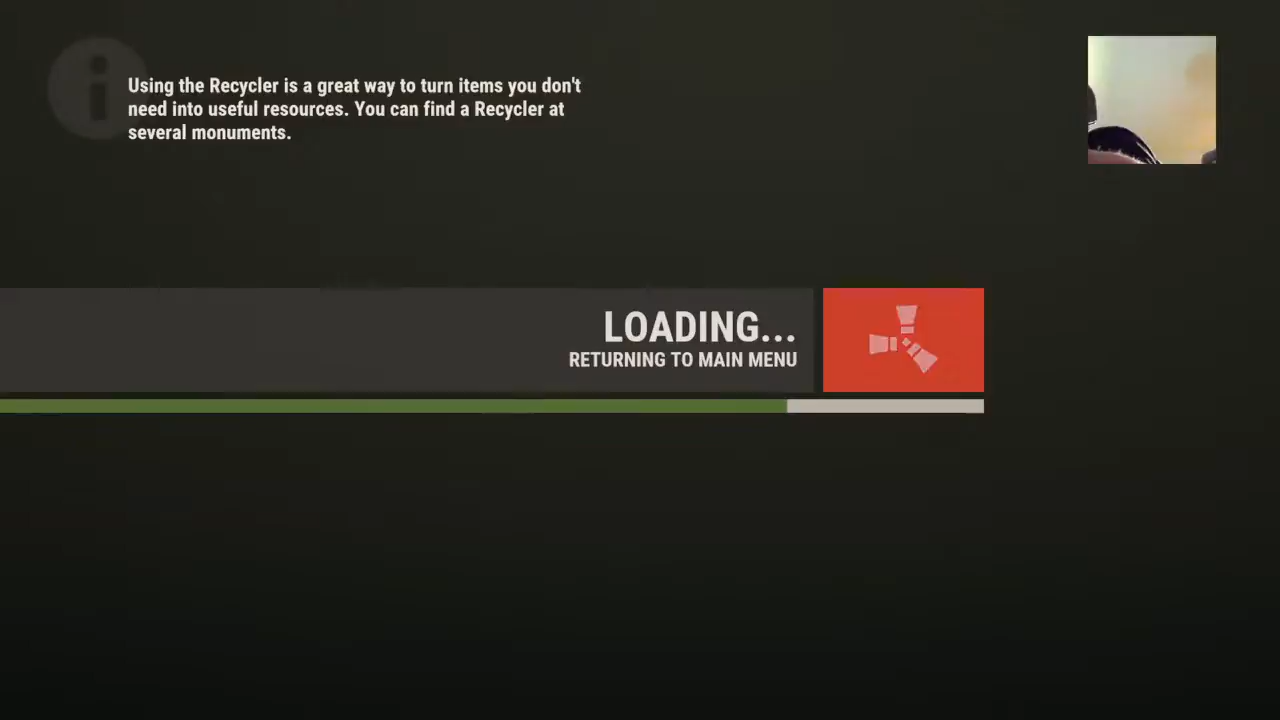 Using the Recycler is a great way to turn items you don't
need into useful resources. You can find a Recycler at
several monuments.
LOADING...
RETURNING TO MAIN MENU